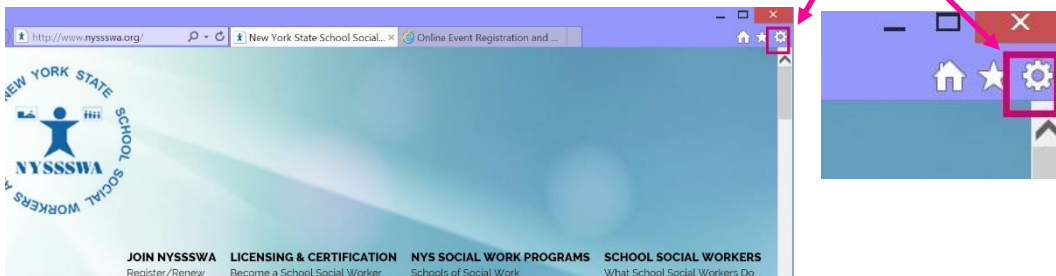 http://www.nyssswa.org/
New York State School Social...
Online Event Registration and ...
NEW YORK STATE SCHOOL SOCIAL WORKERS
NYSSSWA
JOIN NYSSSWA LICENSING & CERTIFICATION NYS SOCIAL WORK PROGRAMS SCHOOL SOCIAL WORKERS
Register/Renew Become a School Social Worker Schools of Social Work What School Social Workers Do